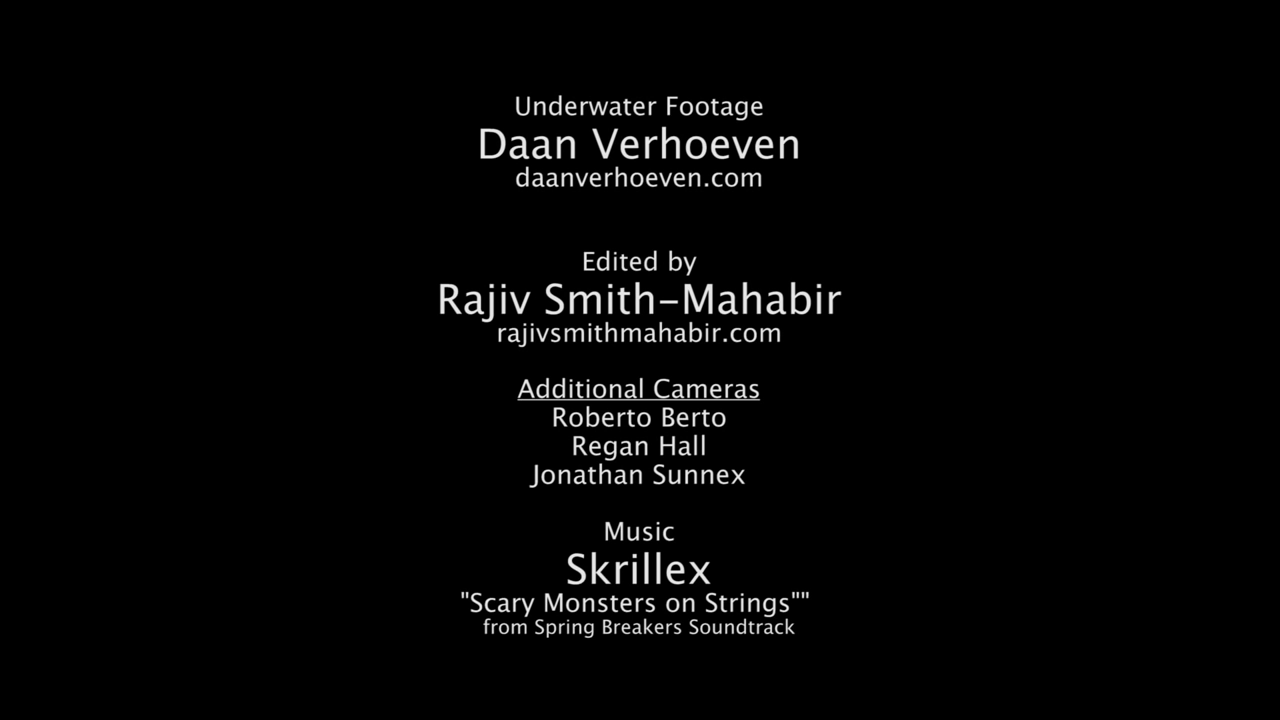 Underwater Footage
Daan Verhoeven
daanverhoeven.com
Edited by
Rajiv Smith-Mahabir
rajivsmithmahabir.com
Additional Cameras
Roberto Berto
Regan Hall
Jonathan Sunnex
Music
Skrillex
"Scary Monsters on Strings""
from Spring Breakers Soundtrack